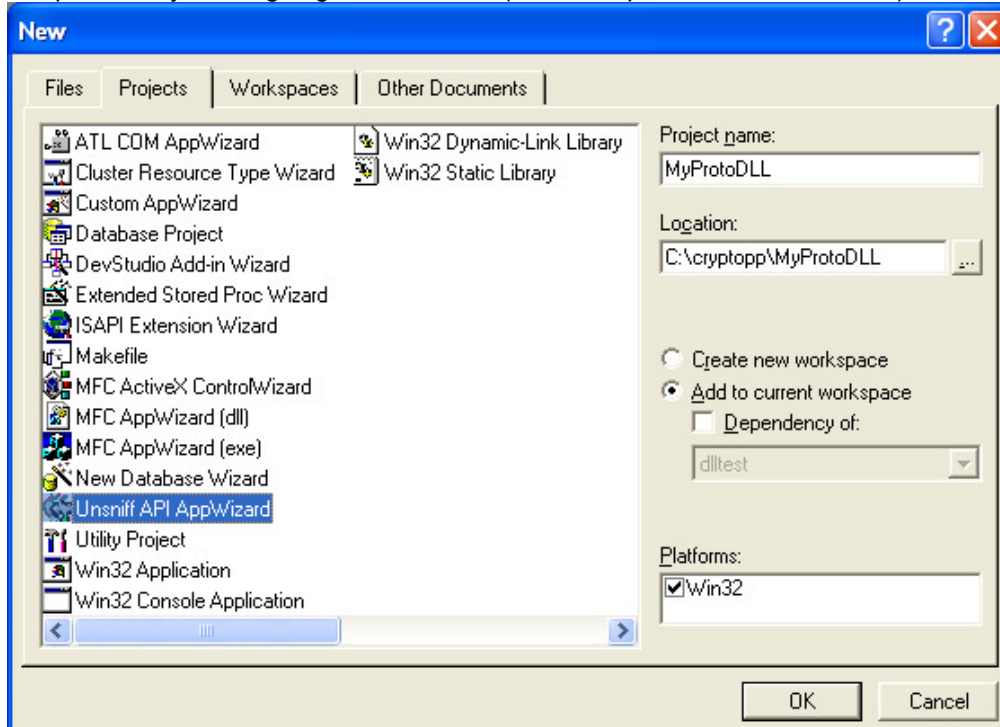 New
Files Projects Workspaces Other Documents
ATL COM AppWizard
Cluster Resource Type Wizard
Custom AppWizard
Database Project
DevStudio Add-in Wizard
Extended Stored Proc Wizard
ISAPI Extension Wizard
Makefile
MFC ActiveX ControlWizard
MFC AppWizard (dll)
MFC AppWizard (exe)
New Database Wizard
Unsniff API AppWizard
Utility Project
Win32 Application
Win32 Console Application
Win32 Dynamic-Link Library
Win32 Static Library
Project name:
MyProtoDLL
Location:
C:\cryptopp\MyProtoDLL
...
Create new workspace
Add to current workspace
Dependency of:
dlltest
Platforms:
Win32
OK Cancel